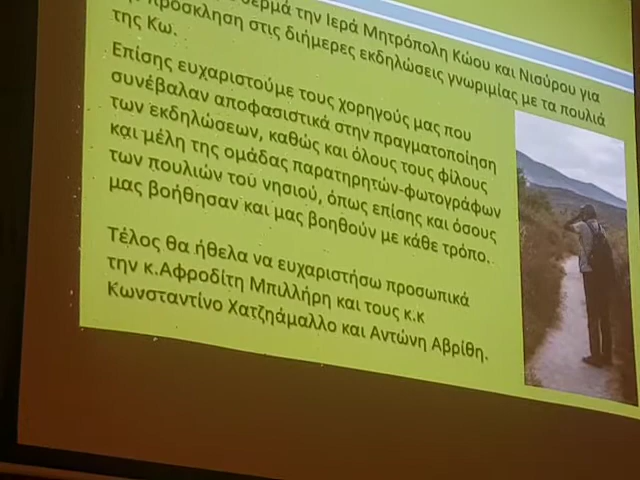 θερμά την Ιερά Μητρόπολη Κώου και Νισύρου για
πρόσκληση στις διήμερες εκδηλώσεις γνωριμίας με τα πουλιά
της Κω.
Επίσης ευχαριστούμε τους χορηγούς μας που
συνέβαλαν αποφασιστικά στην πραγματοποίηση
των εκδηλώσεων, καθώς και όλους τους φίλους
και μέλη της ομάδας παρατηρητών-φωτογράφων
των πουλιών του νησιού, όπως επίσης και όσους
μας βοήθησαν και μας βοηθούν με κάθε τρόπο.
Τέλος θα ήθελα να ευχαριστήσω προσωπικά
την κ.Αφροδίτη Μπιλλήρη και τους κ.κ
Κωνσταντίνο Χατζηάμαλλο και Αντώνη Αβρίθη.